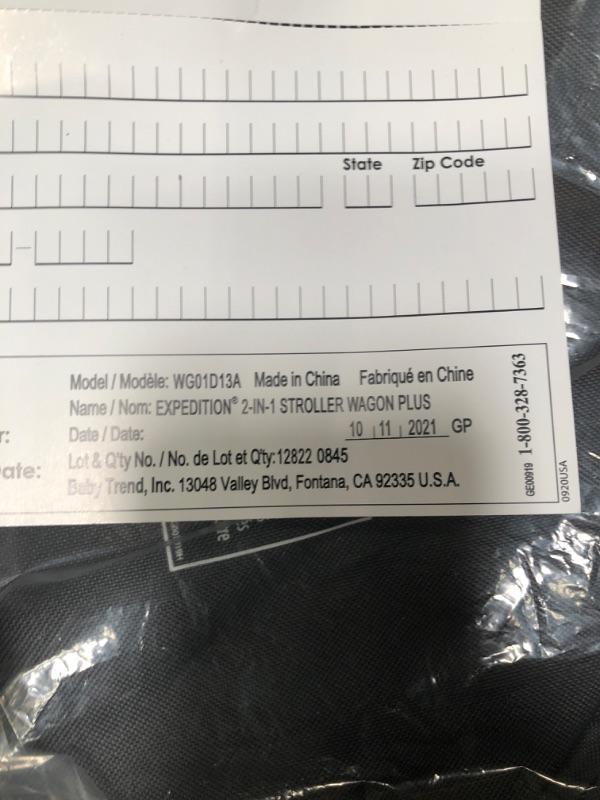 State Zip Code
Model / Modèle: WG01D13A Made in China Fabriqué en Chine
Name / Nom: EXPEDITION® 2-IN-1 STROLLER WAGON PLUS
r:
Date / Date: 10 11 2021 GP
ate:
Lot & Q'ty No. / No. de Lot et Q'ty:12822 0845
Baby Trend, Inc. 13048 Valley Blvd, Fontana, CA 92335 U.S.A.
GE00919 1-800-328-7363
0920USA